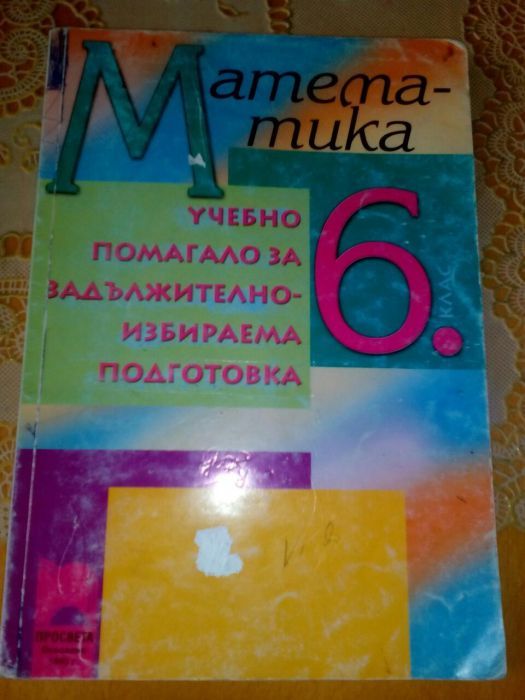 Матема-
тика
УЧЕБНО
ПОМАГАЛО ЗА
ЗАДЪЛЖИТЕЛНО-
ИЗБИРАЕМА
ПОДГОТОВКА
6.
КЛАС
ПРОСВЕТА